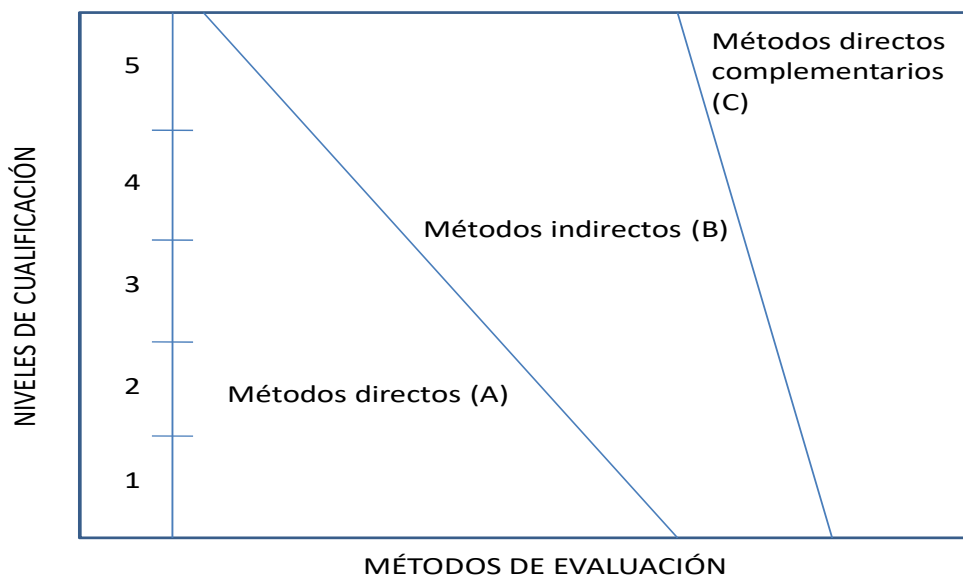 NIVELES DE CUALIFICACIÓN
5
4
3
2
1
Métodos directos (A)
Métodos indirectos (B)
Métodos directos
complementarios
(C)
MÉTODOS DE EVALUACIÓN